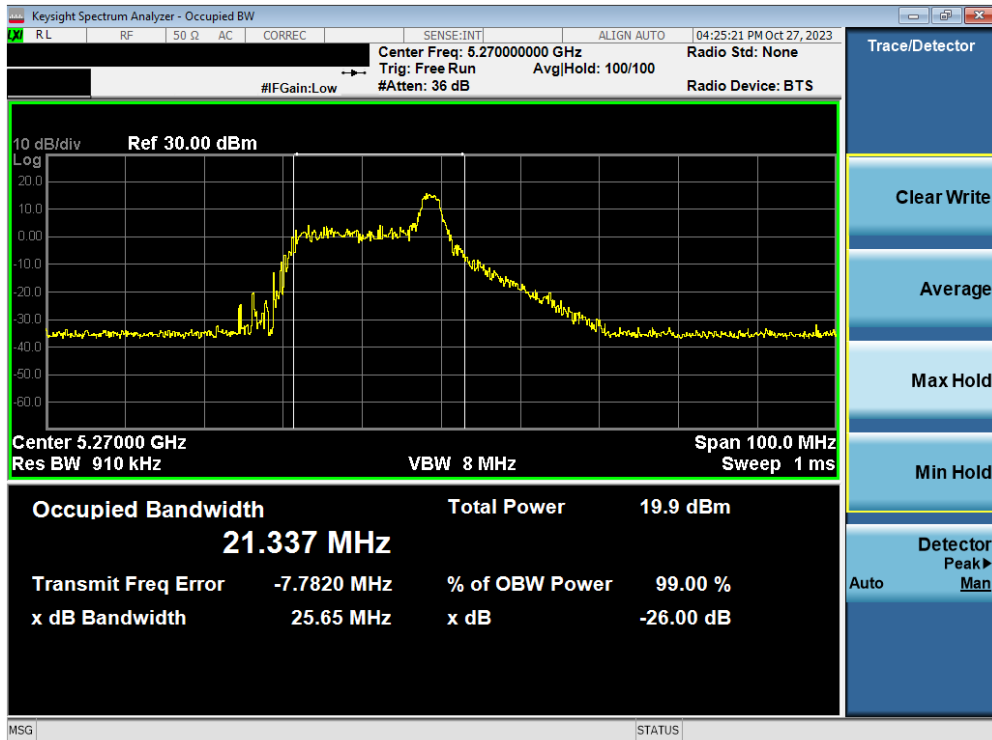 Keysight Spectrum Analyzer - Occupied BW
LXI RL RF 50 Ω AC CORREC SENSE:INT ALIGN AUTO 04:25:21 PM Oct 27, 2023
Center Freq: 5.270000000 GHz Radio Std: None
Trig: Free Run Avg|Hold: 100/100
#IFGain:Low #Atten: 36 dB Radio Device: BTS
Trace/Detector
10 dB/div Ref 30.00 dBm
Log
20.0
10.0
0.00
-10.0
-20.0
-30.0
-40.0
-50.0
-60.0
Center 5.27000 GHz Span 100.0 MHz
Res BW 910 kHz VBW 8 MHz Sweep 1 ms
Occupied Bandwidth Total Power 19.9 dBm
21.337 MHz
Transmit Freq Error -7.7820 MHz % of OBW Power 99.00 %
x dB Bandwidth 25.65 MHz x dB -26.00 dB
Clear Write
Average
Max Hold
Min Hold
Detector
Peak▶
Auto Man
MSG STATUS